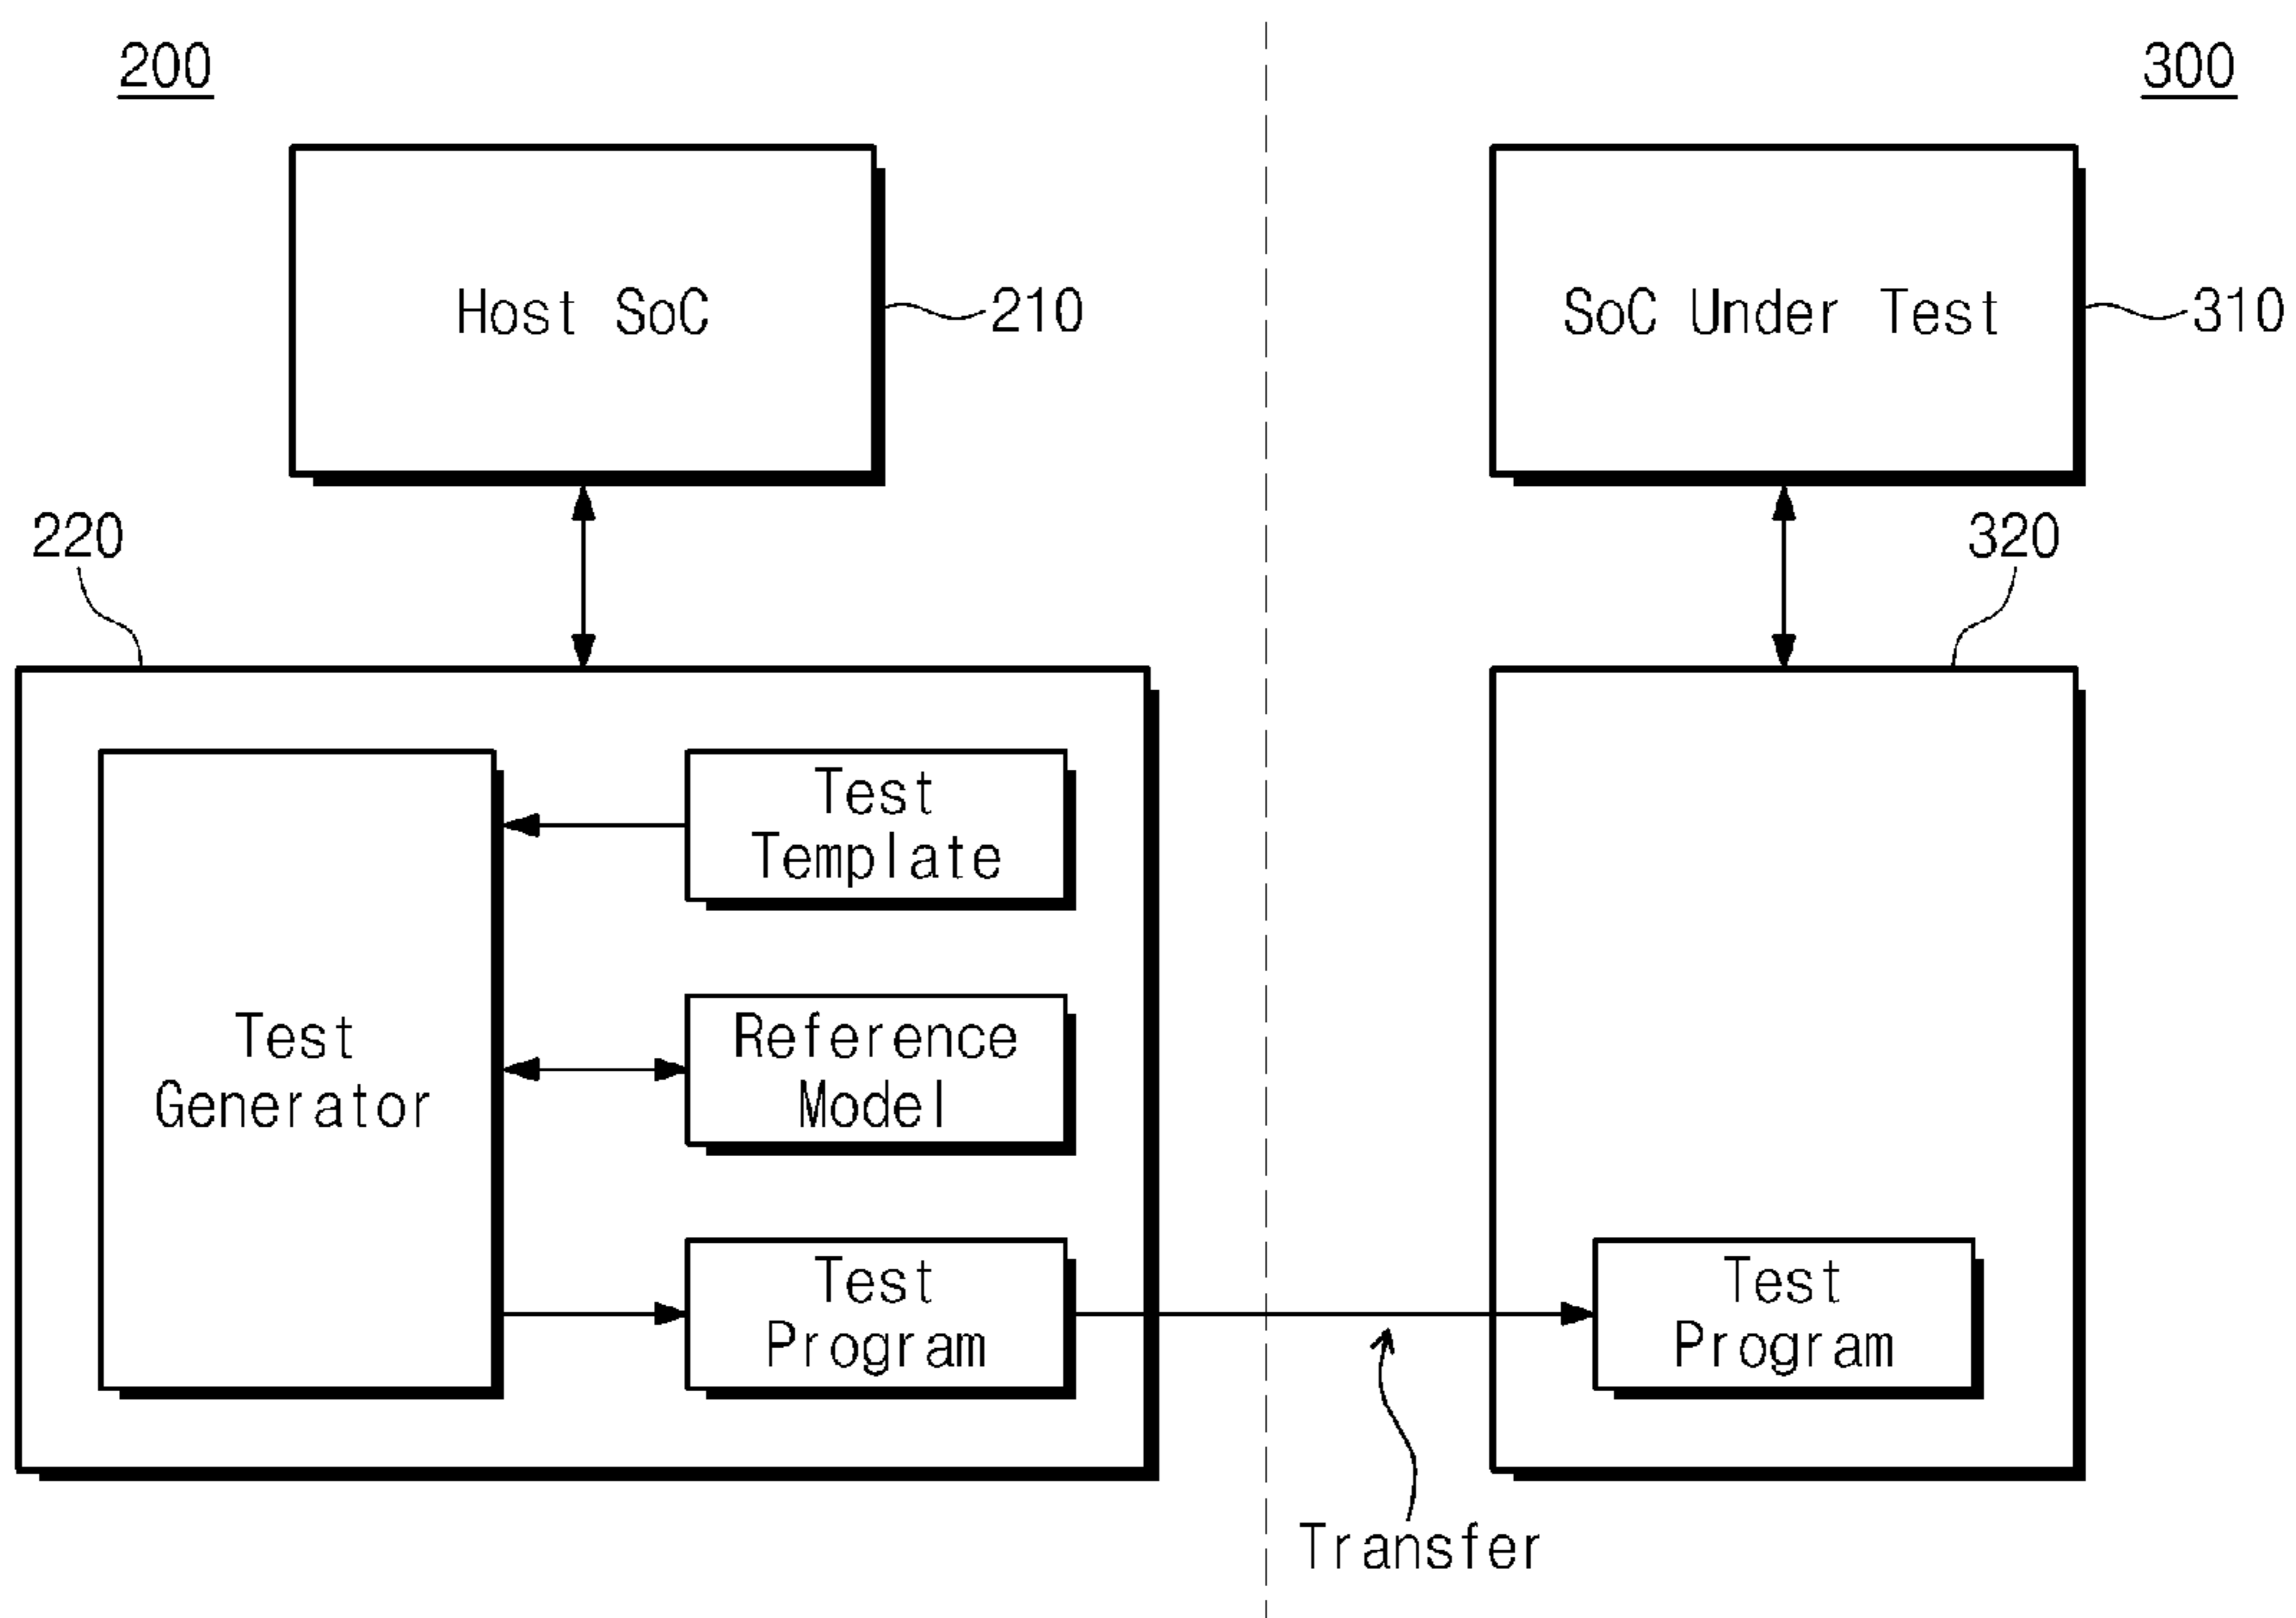 200
300
Host SoC
210
SoC Under Test
310
220
320
Test
Template
Test
Generator
Reference
Model
Test
Program
Test
Program
Transfer